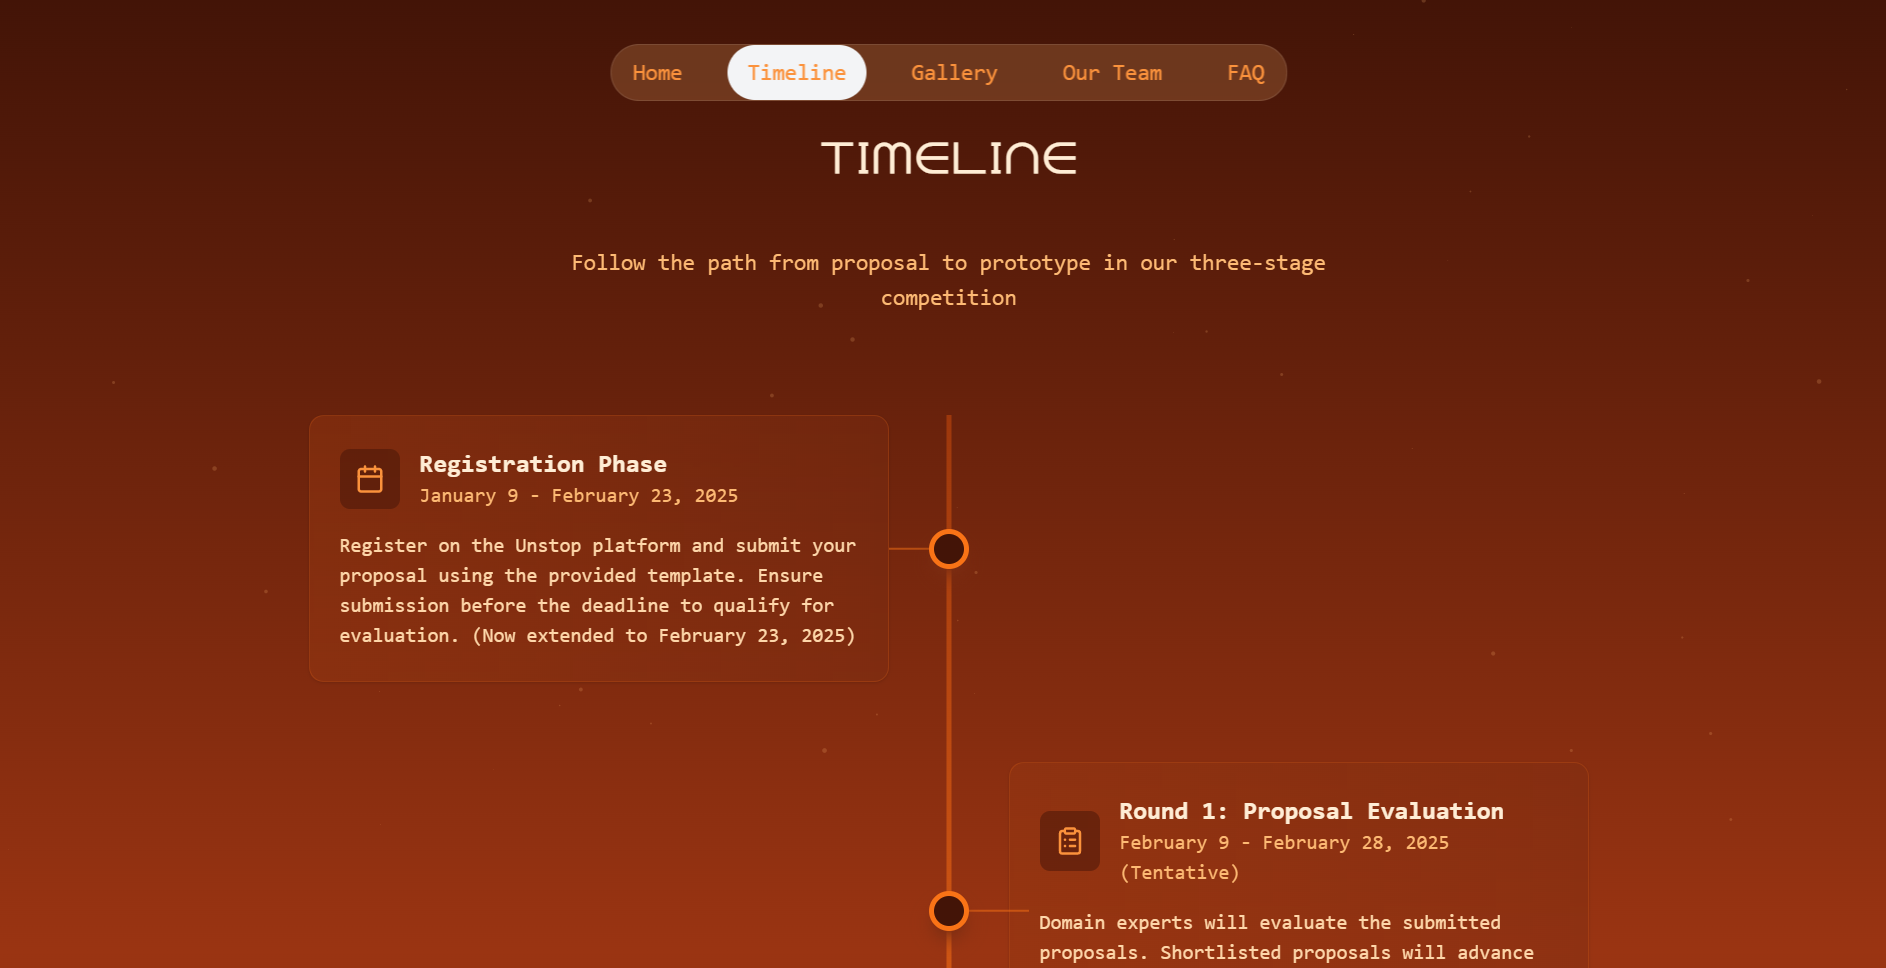 Home Timeline Gallery Our Team FAQ
TIMELINE
Follow the path from proposal to prototype in our three-stage
competition
Registration Phase
January 9 - February 23, 2025
Register on the Unstop platform and submit your
proposal using the provided template. Ensure
submission before the deadline to qualify for
evaluation. (Now extended to February 23, 2025)
Round 1: Proposal Evaluation
February 9 - February 28, 2025
(Tentative)
Domain experts will evaluate the submitted
proposals. Shortlisted proposals will advance